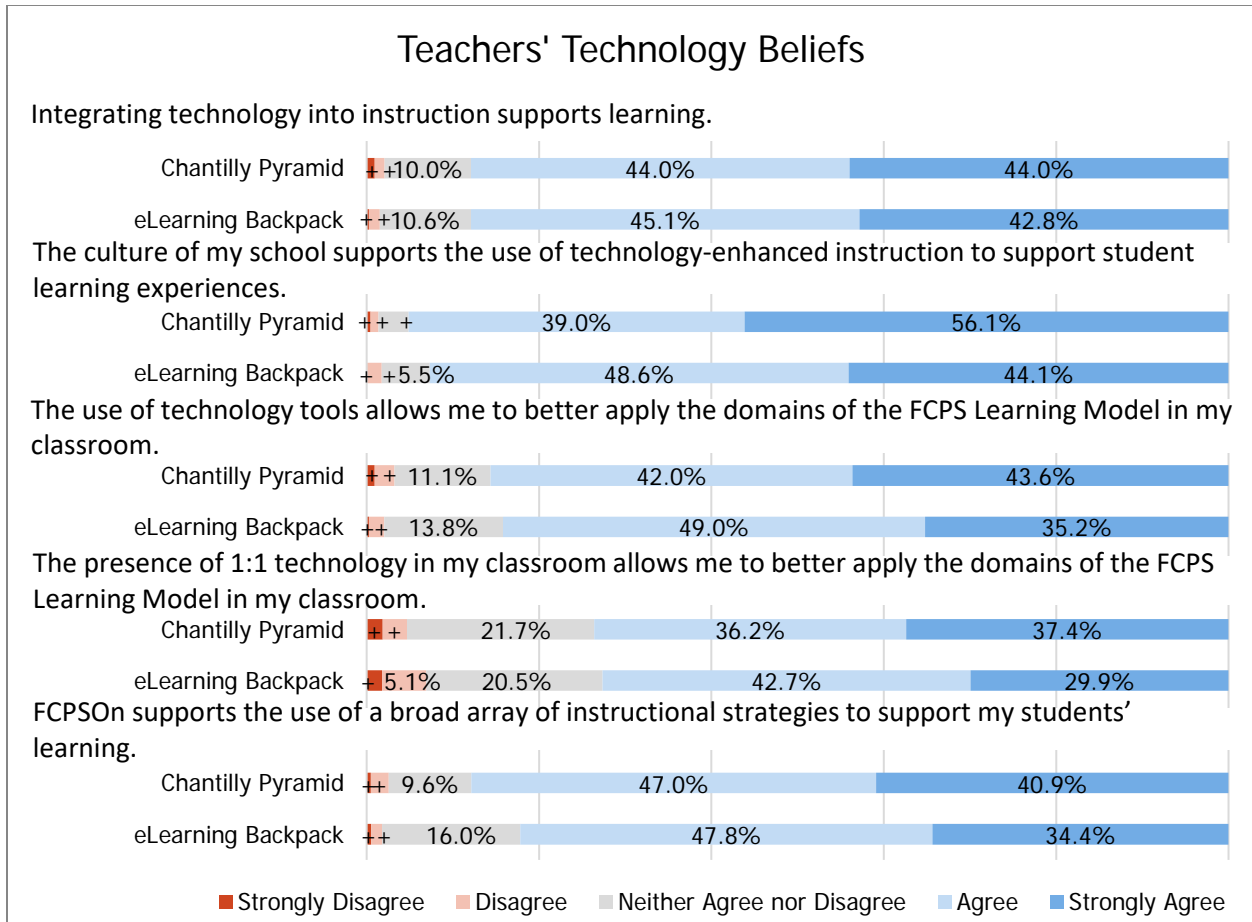 Teachers' Technology Beliefs
Integrating technology into instruction supports learning.
Chantilly Pyramid + + 10.0% 44.0% 44.0%
eLearning Backpack + + 10.6% 45.1% 42.8%
The culture of my school supports the use of technology-enhanced instruction to support student
learning experiences.
Chantilly Pyramid + + + 39.0% 56.1%
eLearning Backpack + + 5.5% 48.6% 44.1%
The use of technology tools allows me to better apply the domains of the FCPS Learning Model in my
classroom.
Chantilly Pyramid + + 11.1% 42.0% 43.6%
eLearning Backpack + + 13.8% 49.0% 35.2%
The presence of 1:1 technology in my classroom allows me to better apply the domains of the FCPS
Learning Model in my classroom.
Chantilly Pyramid + + 21.7% 36.2% 37.4%
eLearning Backpack + 5.1% 20.5% 42.7% 29.9%
FCPSOn supports the use of a broad array of instructional strategies to support my students’
learning.
Chantilly Pyramid + + 9.6% 47.0% 40.9%
eLearning Backpack + + 16.0% 47.8% 34.4%
Strongly Disagree Disagree Neither Agree nor Disagree Agree Strongly Agree